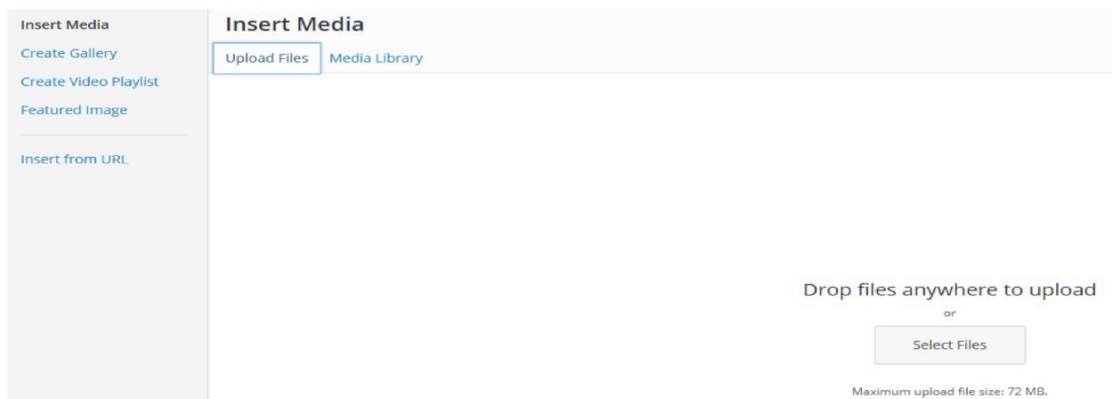 Insert Media
Create Gallery
Create Video Playlist
Featured Image
Insert from URL
Insert Media
Upload Files
Media Library
Drop files anywhere to upload
or
Select Files
Maximum upload file size: 72 MB.